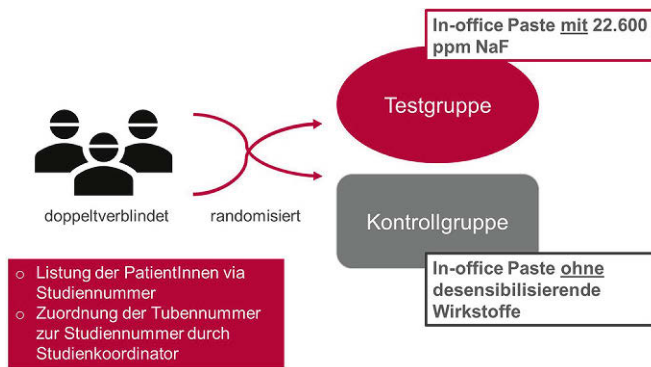 In-office Paste mit 22.600
ppm NaF
Testgruppe
doppeltverblindet
randomisiert
Kontrollgruppe
In-office Paste ohne
desensibilisierende
Wirkstoffe
o Listung der PatientInnen via
Studiennummer
o Zuordnung der Tubennummer
zur Studiennummer durch
Studienkoordinator